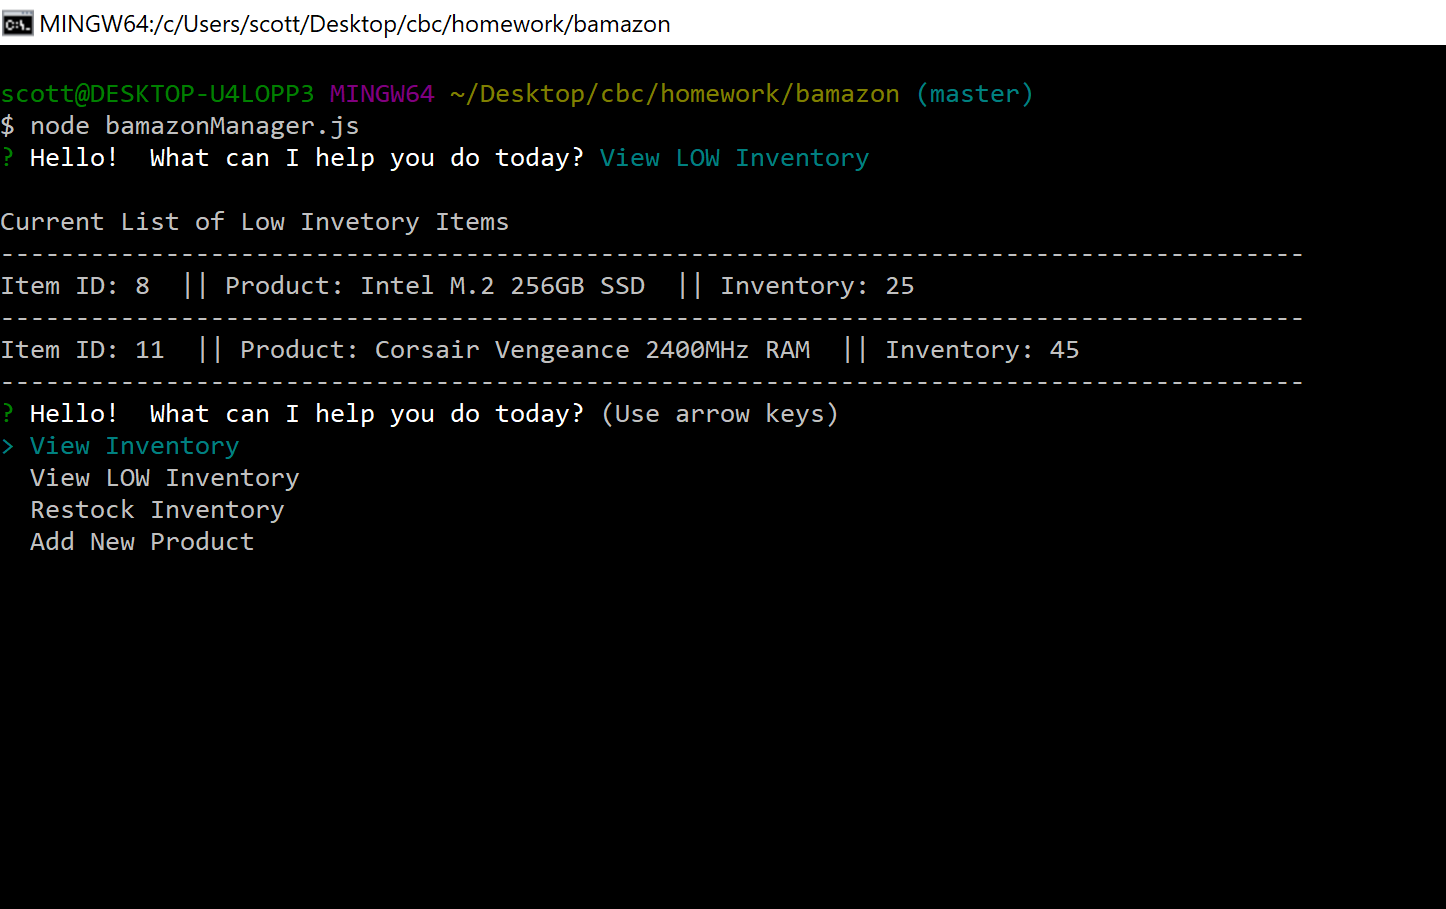 MINGW64:/c/Users/scott/Desktop/cbc/homework/bamazon
scott@DESKTOP-U4LOPP3 MINGW64 ~/Desktop/cbc/homework/bamazon (master)
$ node bamazonManager.js
? Hello!  What can I help you do today? View LOW Inventory
Current List of Low Invetory Items
---------------------------------------------------------------------------------------
Item ID: 8  || Product: Intel M.2 256GB SSD  || Inventory: 25
---------------------------------------------------------------------------------------
Item ID: 11  || Product: Corsair Vengeance 2400MHz RAM  || Inventory: 45
---------------------------------------------------------------------------------------
? Hello!  What can I help you do today? (Use arrow keys)
> View Inventory
  View LOW Inventory
  Restock Inventory
  Add New Product